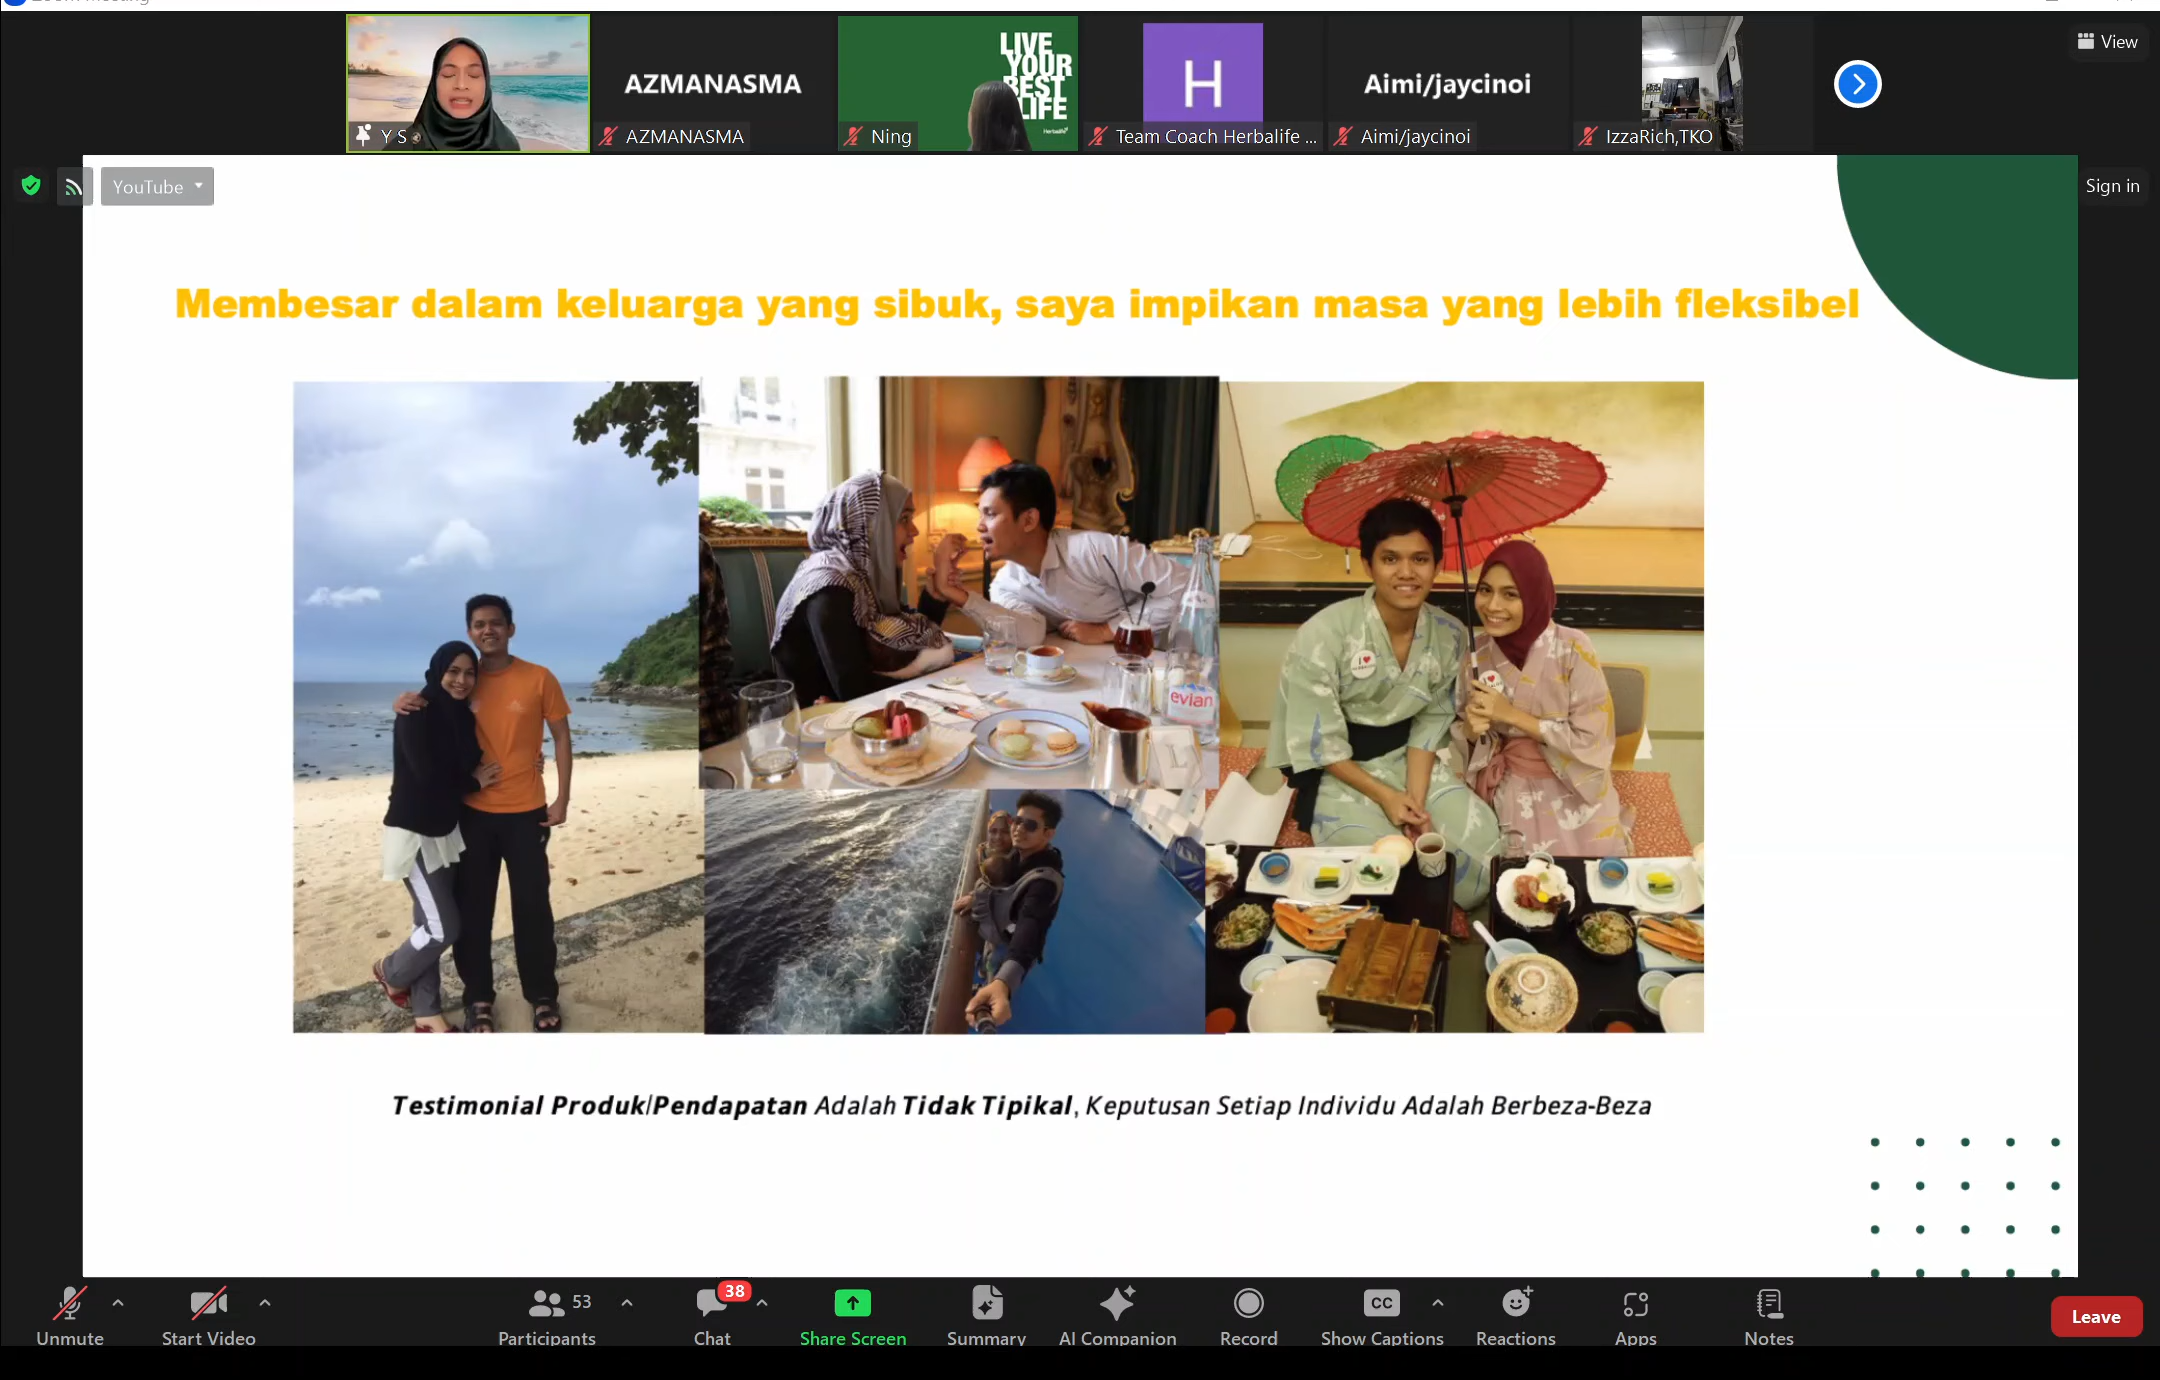 Zoom Meeting
AZMANASMA
LIVE
YOUR
BEST
LIFE
Herbalife
H
Aimi/jaycinoi
View
Y S
AZMANASMA
Ning
Team Coach Herbalife ...
Aimi/jaycinoi
IzzaRich,TKO
YouTube
Sign in
Membesar dalam keluarga yang sibuk, saya impikan masa yang lebih fleksibel
evian
Testimonial Produk/Pendapatan Adalah Tidak Tipikal, Keputusan Setiap Individu Adalah Berbeza-Beza
53
38
CC
Unmute
Start Video
Participants
Chat
Share Screen
Summary
AI Companion
Record
Show Captions
Reactions
Apps
Notes
Leave